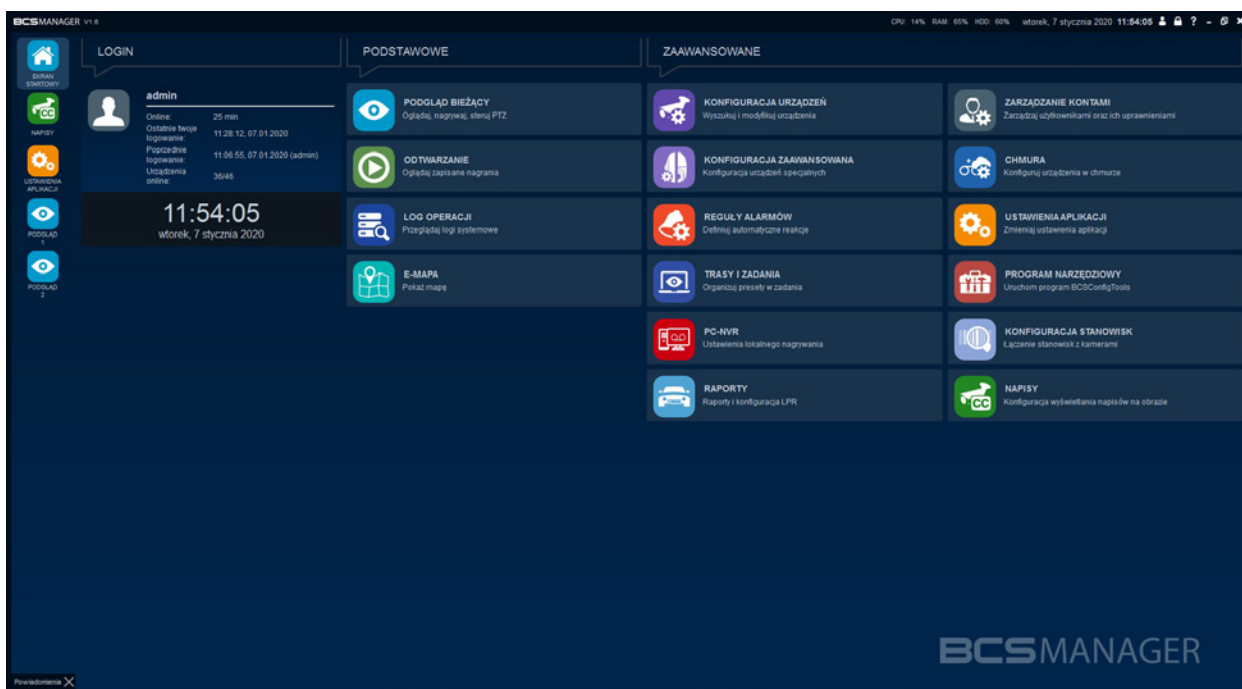 BCSMANAGER V1.8
CPU: 14% RAM: 65% HDD: 60% wtorek, 7 stycznia 2020 11:54:05 ?
EKRAN
STARTOWY
NAPISY
USTAWIENIA
APLIKACJI
PODGLĄD
1
PODGLĄD
2
LOGIN
admin
Online: 25 min
Ostatnie twoje
logowanie: 11:28:12, 07.01.2020
Poprzednie
logowanie: 11:06:55, 07.01.2020 (admin)
Urządzenia
online: 36/46
11:54:05
wtorek, 7 stycznia 2020
PODSTAWOWE
PODGLĄD BIEŻĄCY
Oglądaj, nagrywaj, steruj PTZ
ODTWARZANIE
Oglądaj zapisane nagrania
LOG OPERACJI
Przeglądaj logi systemowe
E-MAPA
Pokaż mapę
ZAAWANSOWANE
KONFIGURACJA URZĄDZEŃ
Wyszukuj i modyfikuj urządzenia
KONFIGURACJA ZAAWANSOWANA
Konfiguracja urządzeń specjalnych
REGUŁY ALARMÓW
Definiuj automatyczne reakcje
TRASY I ZADANIA
Organizuj presety w zadania
PC-NVR
Ustawienia lokalnego nagrywania
RAPORTY
Raporty i konfiguracja LPR
ZARZĄDZANIE KONTAMI
Zarządzaj użytkownikami oraz ich uprawnieniami
CHMURA
Konfiguruj urządzenia w chmurze
USTAWIENIA APLIKACJI
Zmieniaj ustawienia aplikacji
PROGRAM NARZĘDZIOWY
Uruchom program BCSConfigTools
KONFIGURACJA STANOWISK
Łączenie stanowisk z kamerami
CC
NAPISY
Konfiguracja wyświetlania napisów na obrazie
BCSMANAGER
Powiadomienia